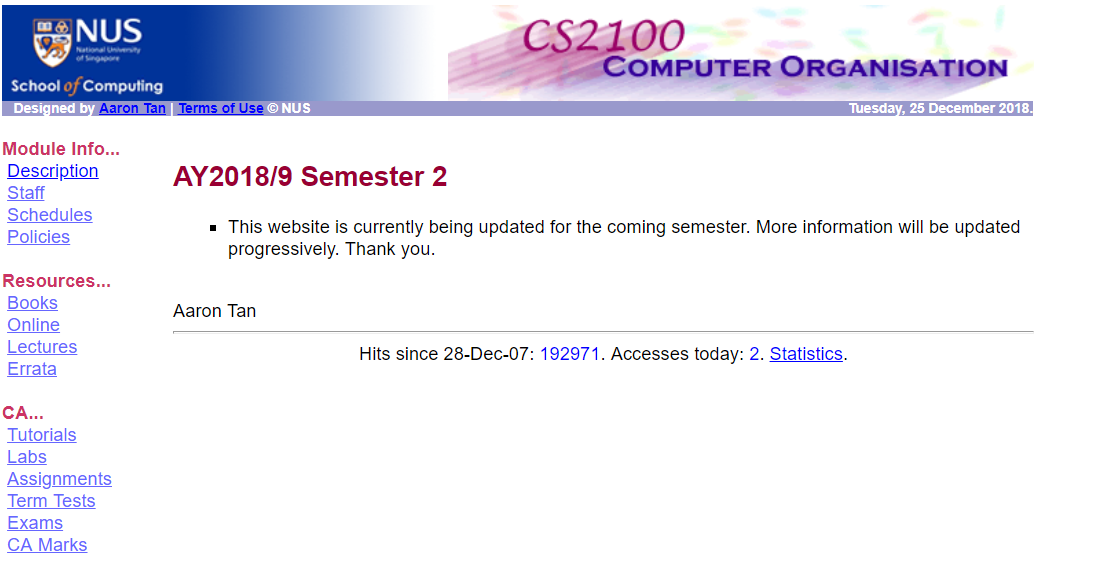 NUS
National University
of Singapore
School of Computing
CS2100
COMPUTER ORGANISATION
Designed by Aaron Tan | Terms of Use © NUS
Tuesday, 25 December 2018.
Module Info...
Description
Staff
Schedules
Policies
Resources...
Books
Online
Lectures
Errata
CA...
Tutorials
Labs
Assignments
Term Tests
Exams
CA Marks
AY2018/9 Semester 2
This website is currently being updated for the coming semester. More information will be updated
progressively. Thank you.
Aaron Tan
Hits since 28-Dec-07: 192971. Accesses today: 2. Statistics.